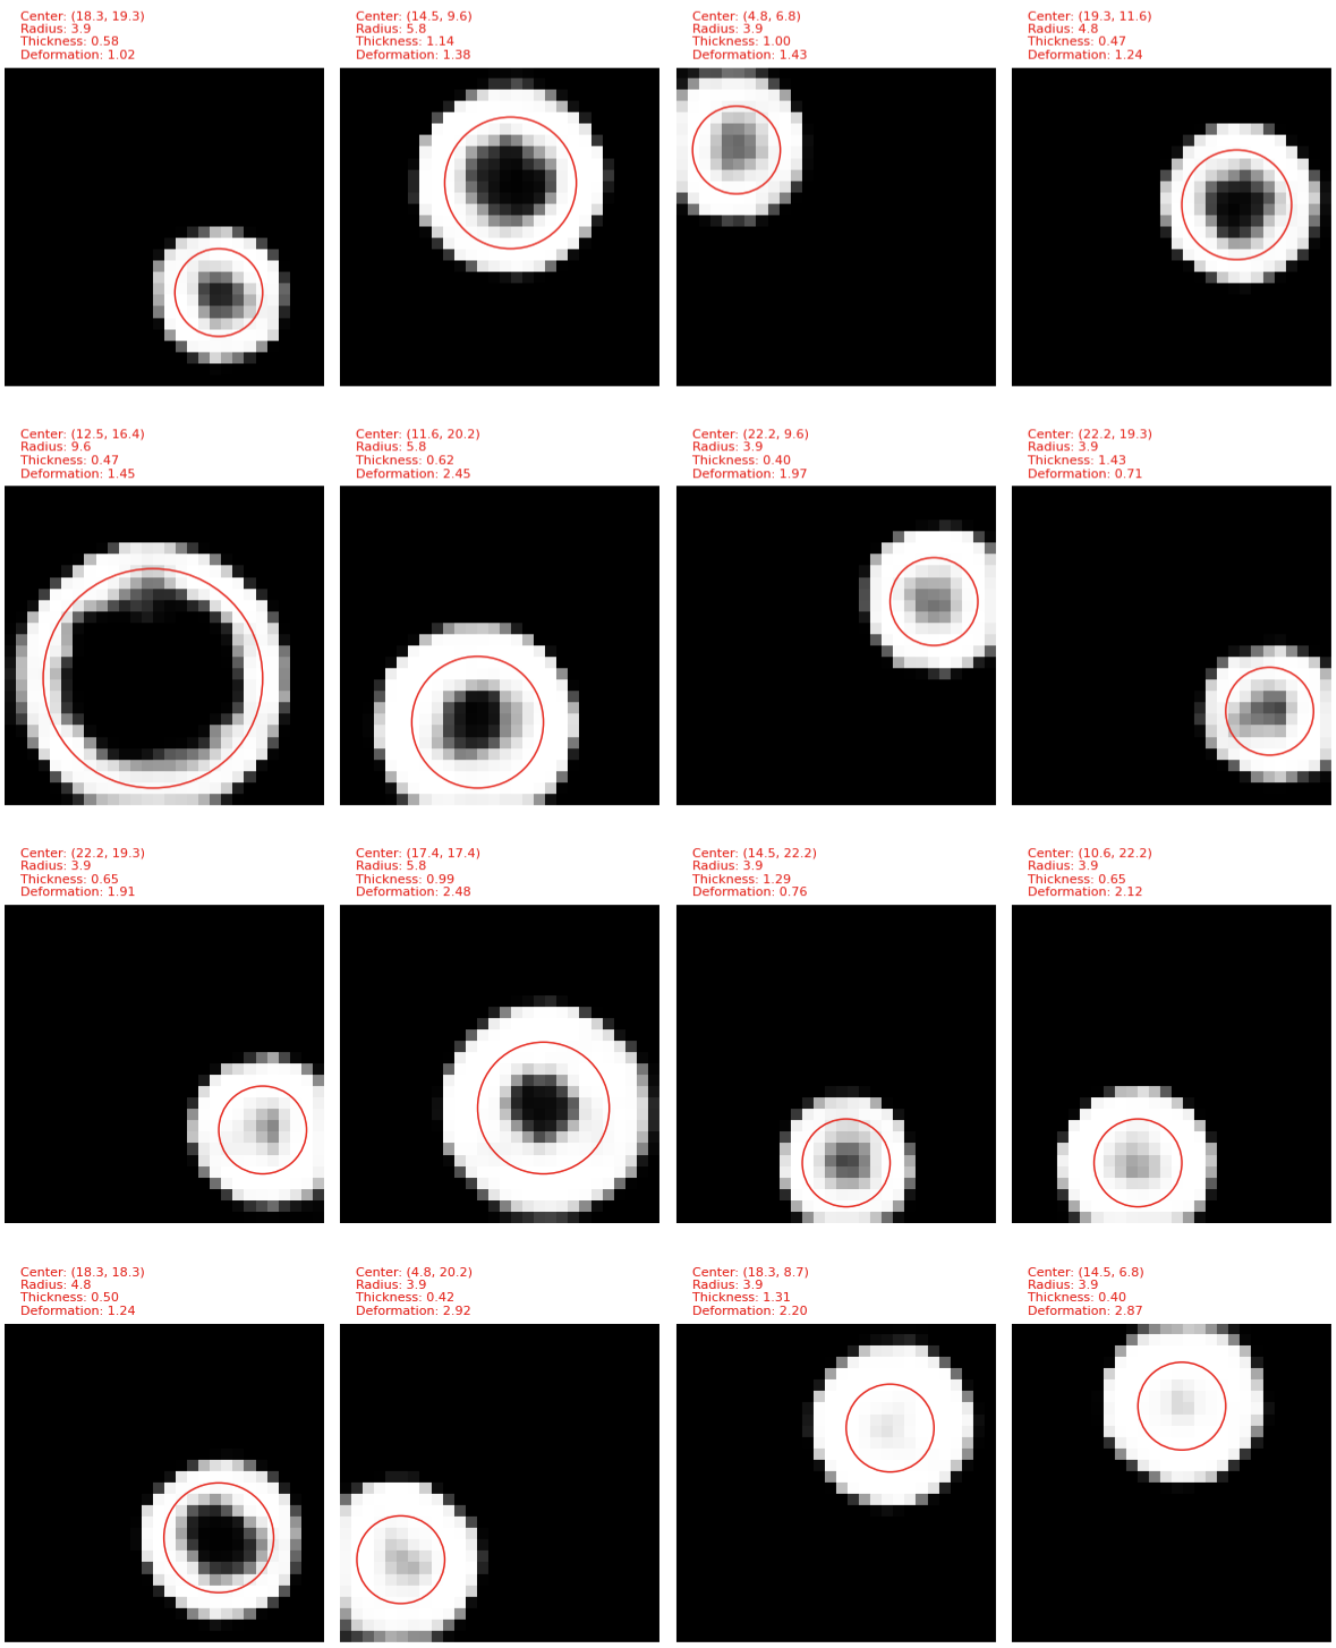 Center: (18.3, 19.3)
Radius: 3.9
Thickness: 0.58
Deformation: 1.02
Center: (14.5, 9.6)
Radius: 5.8
Thickness: 1.14
Deformation: 1.38
Center: (4.8, 6.8)
Radius: 3.9
Thickness: 1.00
Deformation: 1.43
Center: (19.3, 11.6)
Radius: 4.8
Thickness: 0.47
Deformation: 1.24
Center: (12.5, 16.4)
Radius: 9.6
Thickness: 0.47
Deformation: 1.45
Center: (11.6, 20.2)
Radius: 5.8
Thickness: 0.62
Deformation: 2.45
Center: (22.2, 9.6)
Radius: 3.9
Thickness: 0.40
Deformation: 1.97
Center: (22.2, 19.3)
Radius: 3.9
Thickness: 1.43
Deformation: 0.71
Center: (22.2, 19.3)
Radius: 3.9
Thickness: 0.65
Deformation: 1.91
Center: (17.4, 17.4)
Radius: 5.8
Thickness: 0.99
Deformation: 2.48
Center: (14.5, 22.2)
Radius: 3.9
Thickness: 1.29
Deformation: 0.76
Center: (10.6, 22.2)
Radius: 3.9
Thickness: 0.65
Deformation: 2.12
Center: (18.3, 18.3)
Radius: 4.8
Thickness: 0.50
Deformation: 1.24
Center: (4.8, 20.2)
Radius: 3.9
Thickness: 0.42
Deformation: 2.92
Center: (18.3, 8.7)
Radius: 3.9
Thickness: 1.31
Deformation: 2.20
Center: (14.5, 6.8)
Radius: 3.9
Thickness: 0.40
Deformation: 2.87